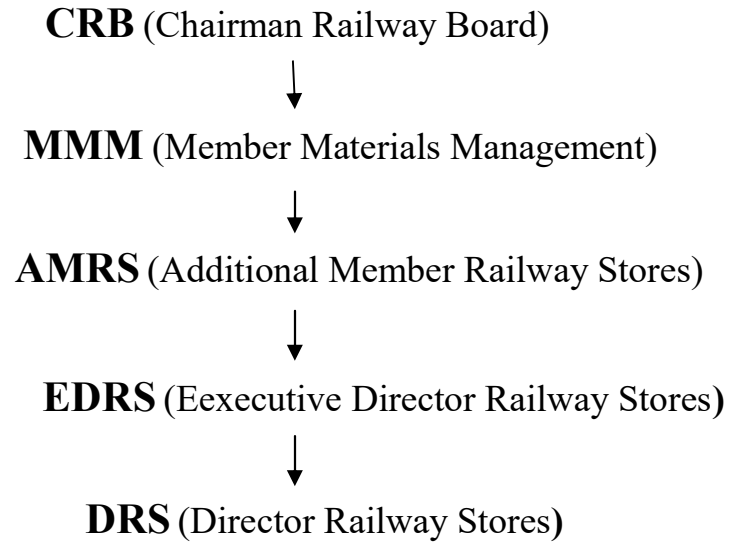 CRB (Chairman Railway Board)
MMM (Member Materials Management)
AMRS (Additional Member Railway Stores)
EDRS (Eexecutive Director Railway Stores)
DRS (Director Railway Stores)